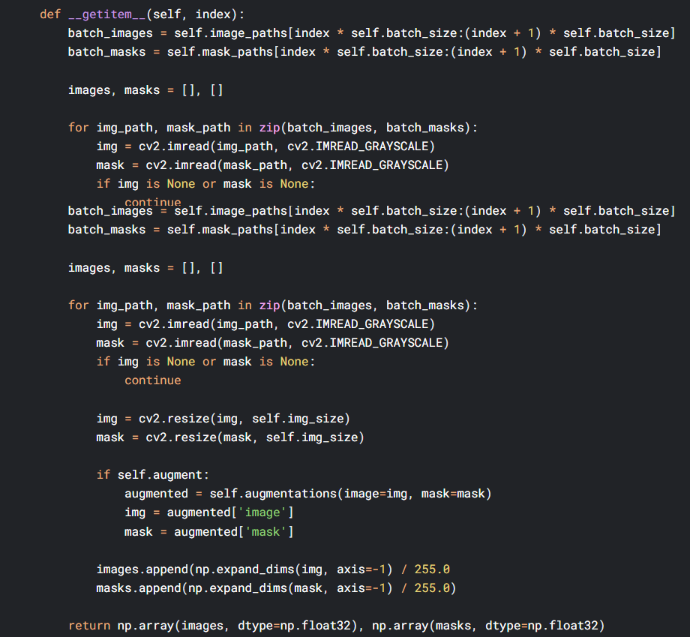 def __getitem__(self, index):
batch_images = self.image_paths[index * self.batch_size:(index + 1) * self.batch_size]
batch_masks = self.mask_paths[index * self.batch_size:(index + 1) * self.batch_size]
images, masks = [], []
for img_path, mask_path in zip(batch_images, batch_masks):
img = cv2.imread(img_path, cv2.IMREAD_GRAYSCALE)
mask = cv2.imread(mask_path, cv2.IMREAD_GRAYSCALE)
if img is None or mask is None:
continue
batch_images = self.image_paths[index * self.batch_size:(index + 1) * self.batch_size]
batch_masks = self.mask_paths[index * self.batch_size:(index + 1) * self.batch_size]
images, masks = [], []
for img_path, mask_path in zip(batch_images, batch_masks):
img = cv2.imread(img_path, cv2.IMREAD_GRAYSCALE)
mask = cv2.imread(mask_path, cv2.IMREAD_GRAYSCALE)
if img is None or mask is None:
continue
img = cv2.resize(img, self.img_size)
mask = cv2.resize(mask, self.img_size)
if self.augment:
augmented = self.augmentations(image=img, mask=mask)
img = augmented['image']
mask = augmented['mask']
images.append(np.expand_dims(img, axis=-1) / 255.0
masks.append(np.expand_dims(mask, axis=-1) / 255.0)
return np.array(images, dtype=np.float32), np.array(masks, dtype=np.float32)